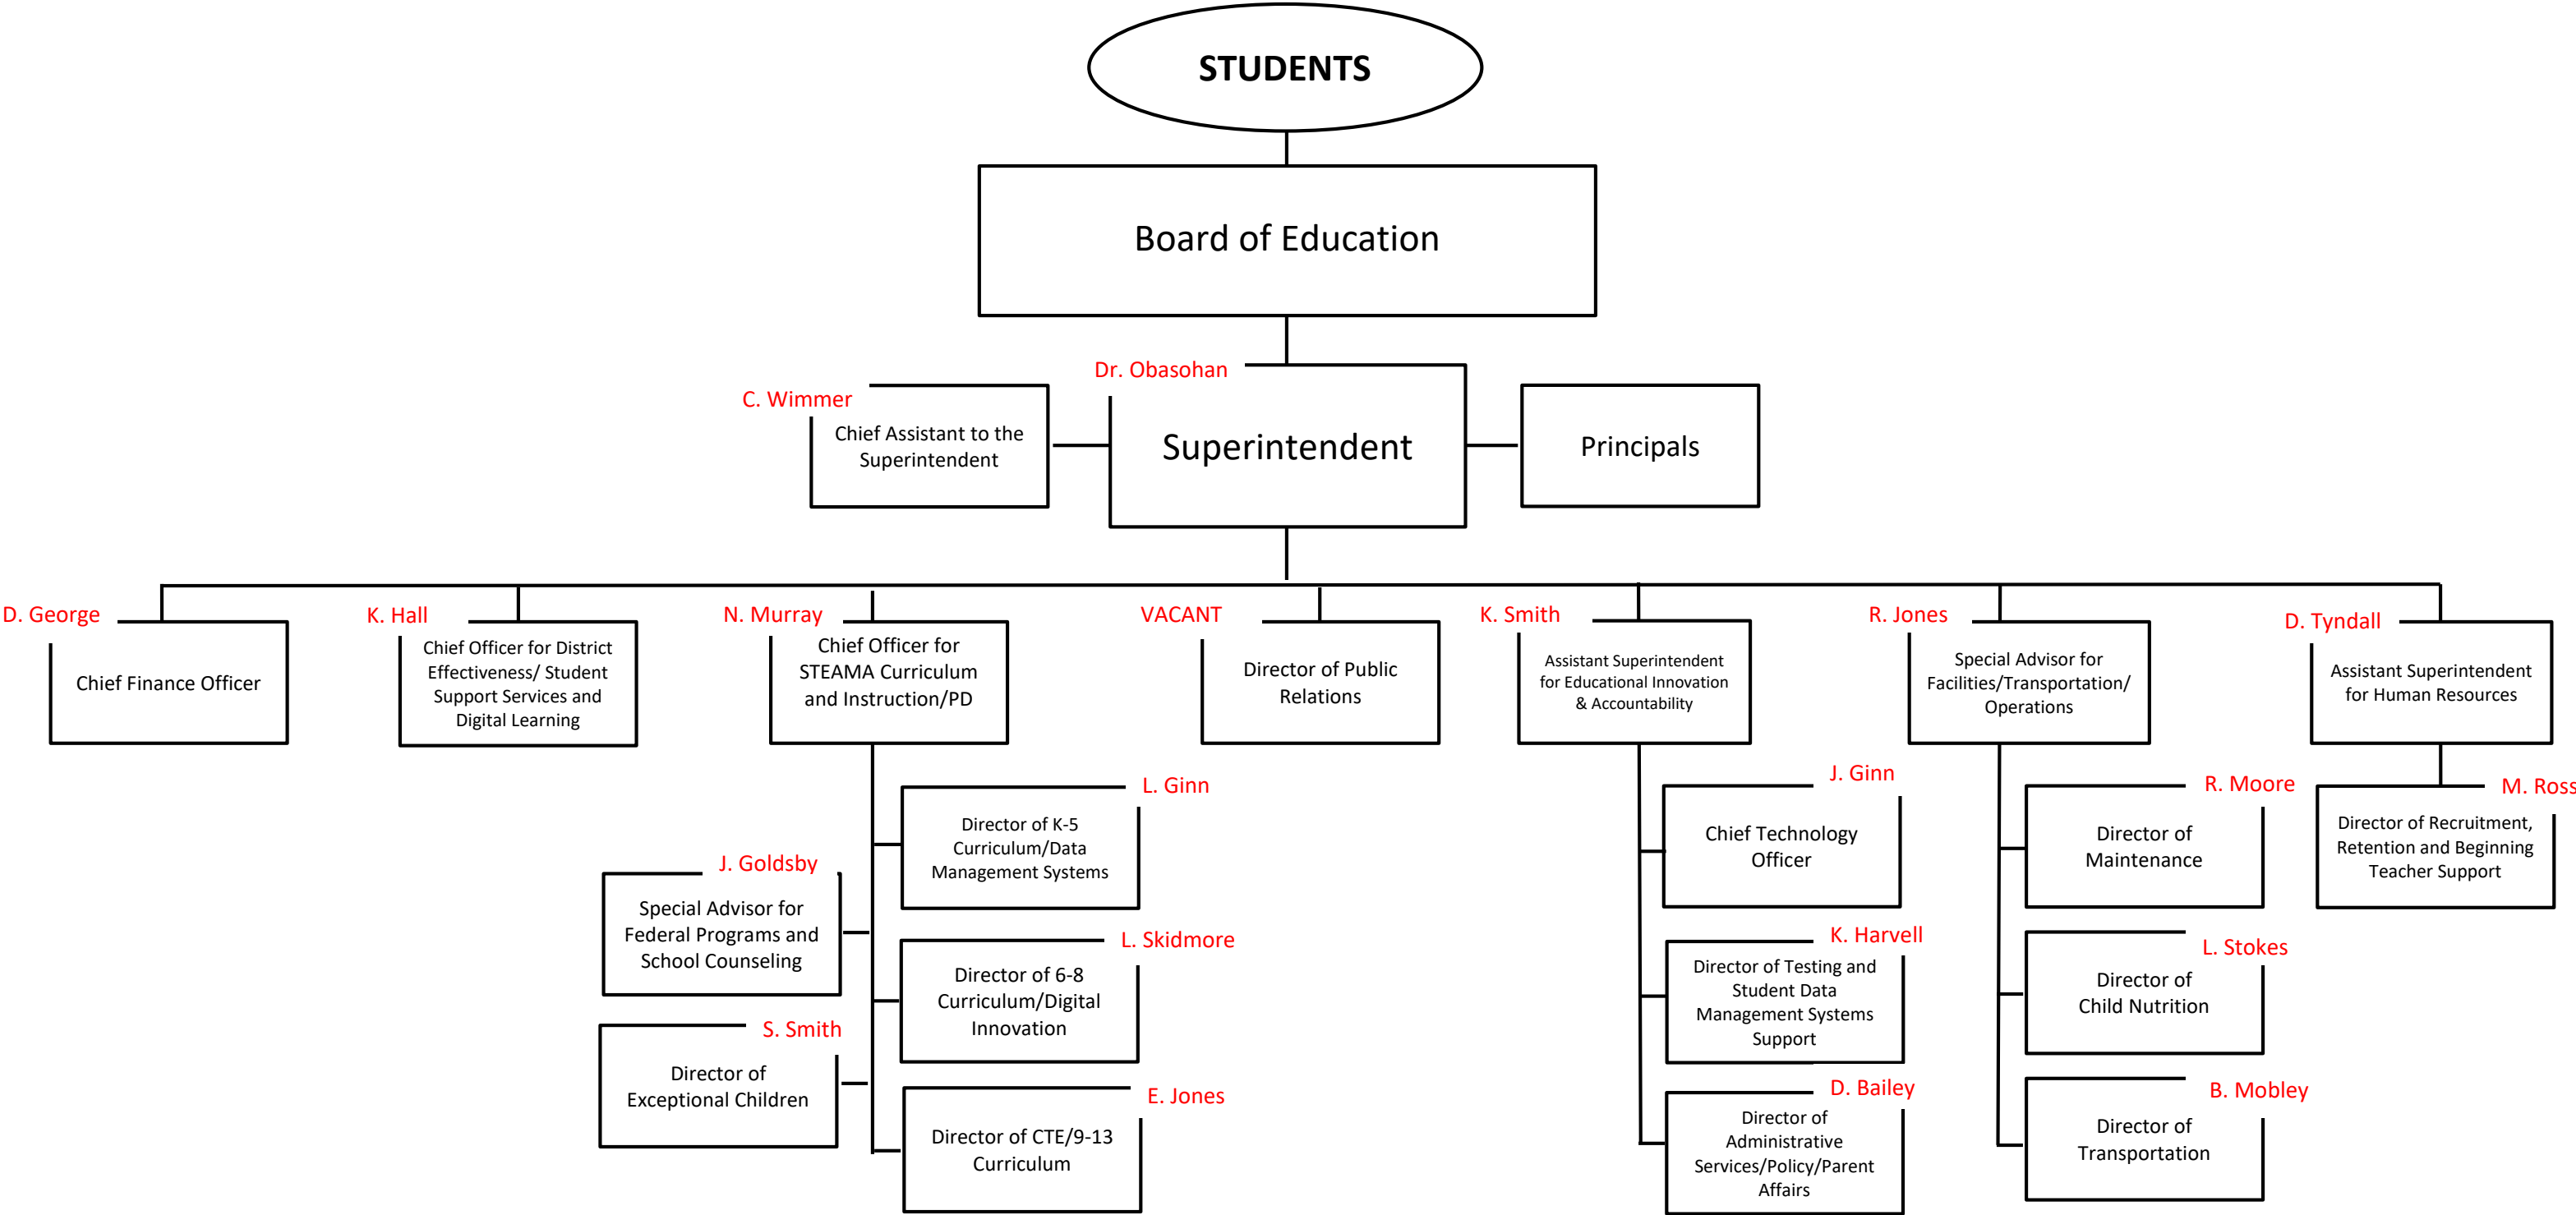 STUDENTS
Board of Education
Dr. Obasohan
Superintendent
C. Wimmer
Chief Assistant to the
Superintendent
Principals
D. George
Chief Finance Officer
K. Hall
Chief Officer for District
Effectiveness/ Student
Support Services and
Digital Learning
N. Murray
Chief Officer for
STEAMA Curriculum
and Instruction/PD
VACANT
Director of Public
Relations
K. Smith
Assistant Superintendent
for Educational Innovation
& Accountability
R. Jones
Special Advisor for
Facilities/Transportation/
Operations
D. Tyndall
Assistant Superintendent
for Human Resources
L. Ginn
Director of K-5
Curriculum/Data
Management Systems
J. Goldsby
Special Advisor for
Federal Programs and
School Counseling
L. Skidmore
Director of 6-8
Curriculum/Digital
Innovation
S. Smith
Director of
Exceptional Children
E. Jones
Director of CTE/9-13
Curriculum
J. Ginn
Chief Technology
Officer
K. Harvell
Director of Testing and
Student Data
Management Systems
Support
D. Bailey
Director of
Administrative
Services/Policy/Parent
Affairs
R. Moore
Director of
Maintenance
L. Stokes
Director of
Child Nutrition
B. Mobley
Director of
Transportation
M. Ross
Director of Recruitment,
Retention and Beginning
Teacher Support